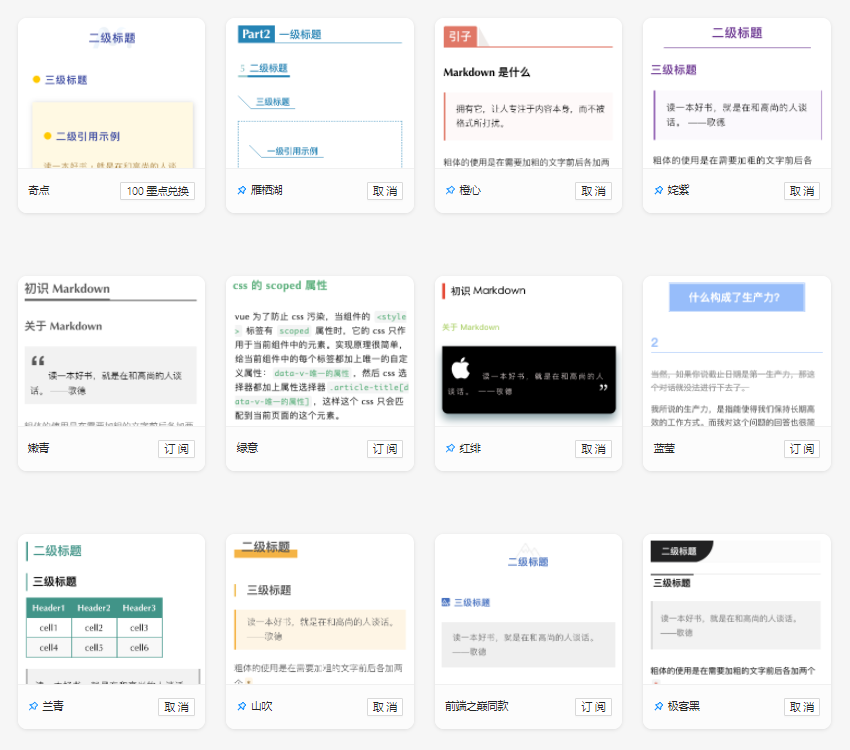 二级标题
三级标题
二级引用示例
读一本好书，就是在和高尚的人谈
奇点
100 墨点兑换
Part2 一级标题
5 二级标题
三级标题
一级引用示例
雁栖湖
取 消
引子
Markdown 是什么
拥有它，让人专注于内容本身，而不被
格式所打扰。
粗体的使用是在需要加粗的文字前后各加两
橙心
取 消
二级标题
三级标题
读一本好书，就是在和高尚的人谈
话。 ——歌德
粗体的使用是在需要加粗的文字前后各
姹紫
取 消
初识 Markdown
关于 Markdown
“
读一本好书，就是在和高尚的人谈
话。 ——歌德
粗体的使用是在需要加粗的文字前后各加两
嫩青
订 阅
css 的 scoped 属性
vue 为了防止 css 污染，当组件的 <style
> 标签有 scoped 属性时，它的 css 只作
用于当前组件中的元素。实现原理很简单，
给当前组件中的每个标签都加上唯一的自定
义属性: data-v-唯一的属性 。然后 css 选
择器都加上属性选择器 .article-title[d
ata-v-唯一的属性] ，这样这个 css 只会匹
配到当前页面的这个元素。
绿意
订 阅
初识 Markdown
关于 Markdown
读一本好书，就是在和高尚的人
谈话。 ——歌德
”
红绯
取 消
什么构成了生产力?
2
当然，如果你说截止日期是第一生产力，那这
个对话我没法进行下去了。
我所说的生产力，是指能使得我们保持长期高
效的工作方式。而我对这个问题的回答也很简
蓝莹
订 阅
二级标题
三级标题
Header1 Header2 Header3
cell1 cell2 cell3
cell4 cell5 cell6
兰青
取 消
二级标题
三级标题
读一本好书，就是在和高尚的人谈话。
——歌德
粗体的使用是在需要加粗的文字前后各加两
个 *
山吹
取 消
二级标题
三级标题
读一本好书，就是在和高尚的人谈话。
——歌德
前端之巅同款
订 阅
二级标题
三级标题
读一本好书，就是在和高尚的人谈话。
——歌德
粗体的使用是在需要加粗的文字前后各加两个
极客黑
取 消